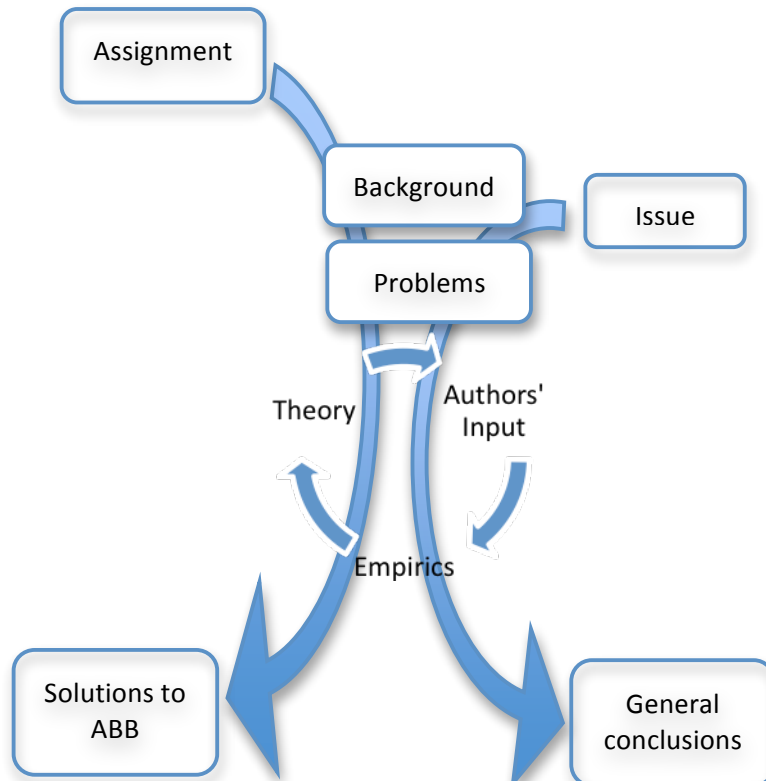 Assignment
Background
Issue
Problems
Theory
Authors'
Input
Empirics
Solutions to
ABB
General
conclusions